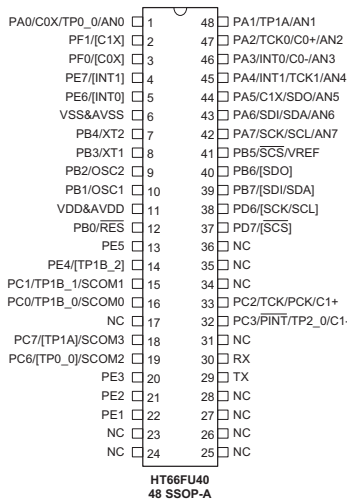 PA0/C0X/TP0_0/AN0 1 48 PA1/TP1A/AN1
PF1/[C1X] 2 47 PA2/TCK0/C0+/AN2
PF0/[C0X] 3 46 PA3/INT0/C0-/AN3
PE7/[INT1] 4 45 PA4/INT1/TCK1/AN4
PE6/[INT0] 5 44 PA5/C1X/SDO/AN5
VSS&AVSS 6 43 PA6/SDI/SDA/AN6
PB4/XT2 7 42 PA7/SCK/SCL/AN7
PB3/XT1 8 41 PB5/SCS/VREF
PB2/OSC2 9 40 PB6/[SDO]
PB1/OSC1 10 39 PB7/[SDI/SDA]
VDD&AVDD 11 38 PD6/[SCK/SCL]
PB0/RES 12 37 PD7/[SCS]
PE5 13 36 NC
PE4/[TP1B_2] 14 35 NC
PC1/TP1B_1/SCOM1 15 34 NC
PC0/TP1B_0/SCOM0 16 33 PC2/TCK/PCK/C1+
NC 17 32 PC3/PINT/TP2_0/C1-
PC7/[TP1A]/SCOM3 18 31 NC
PC6/[TP0_0]/SCOM2 19 30 RX
PE3 20 29 TX
PE2 21 28 NC
PE1 22 27 NC
NC 23 26 NC
NC 24 25 NC
HT66FU40
48 SSOP-A